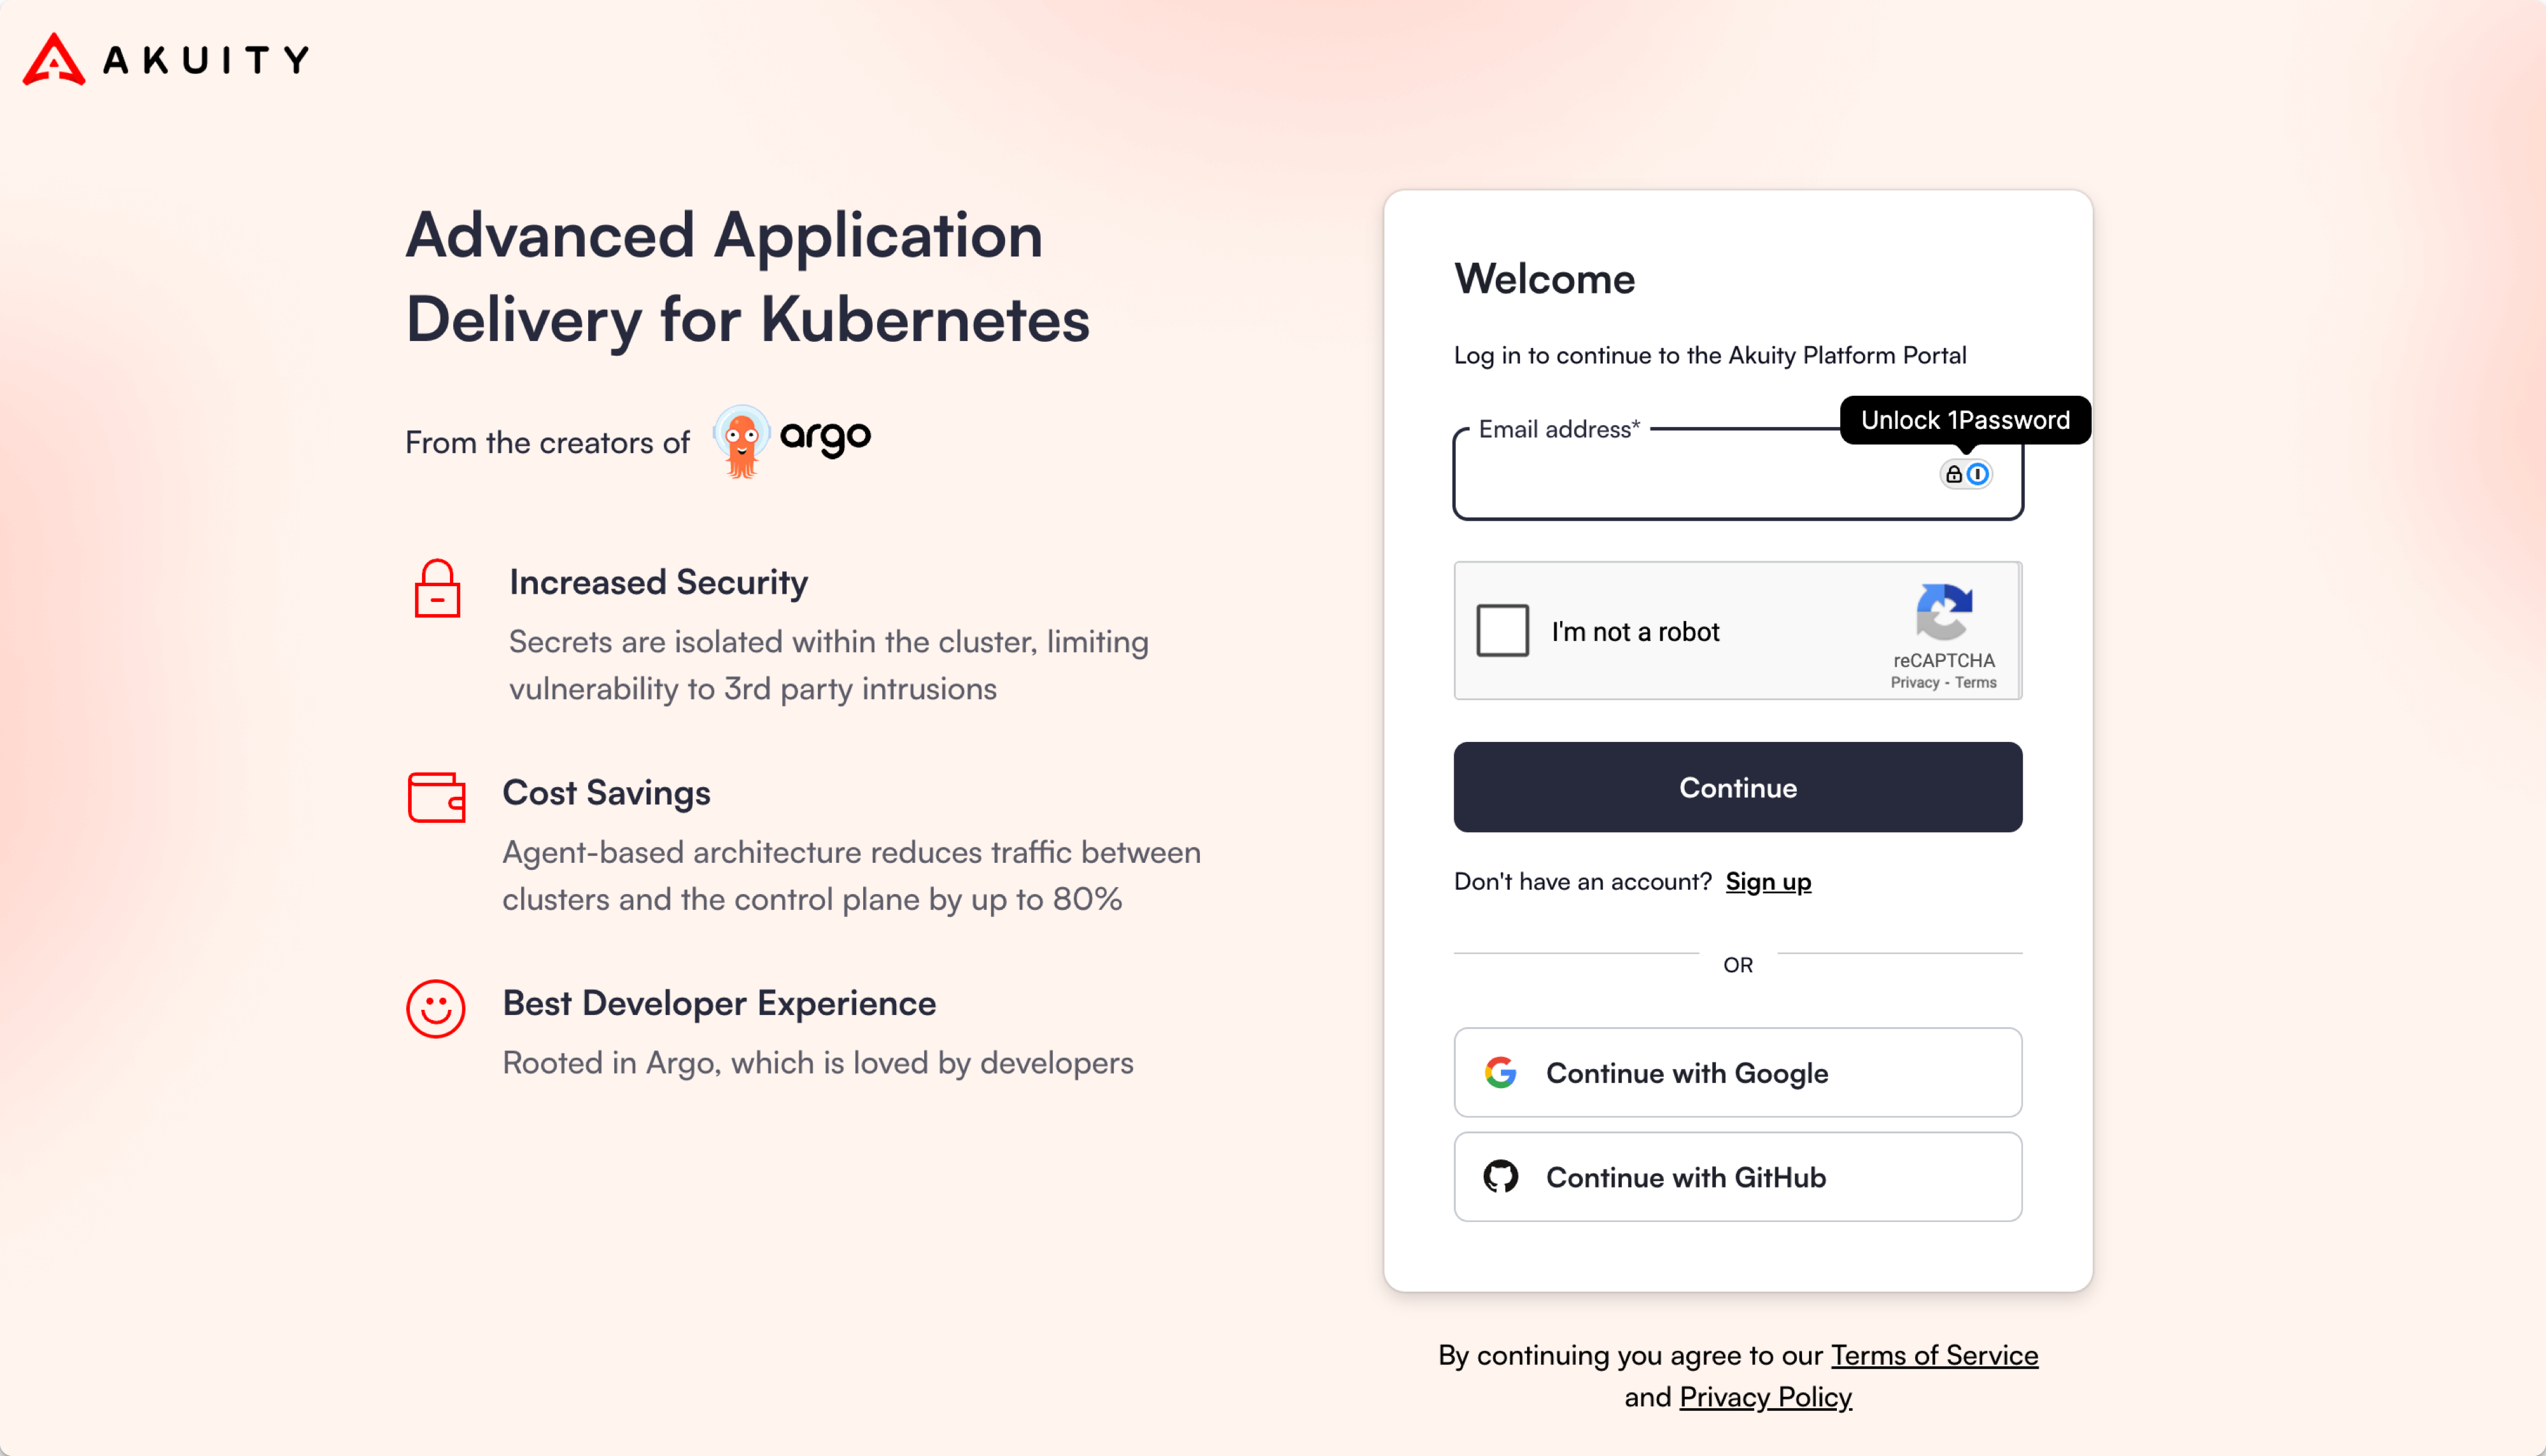 AKUITY
Advanced Application
Delivery for Kubernetes
From the creators of argo
Increased Security
Secrets are isolated within the cluster, limiting
vulnerability to 3rd party intrusions
Cost Savings
Agent-based architecture reduces traffic between
clusters and the control plane by up to 80%
Best Developer Experience
Rooted in Argo, which is loved by developers
Welcome
Log in to continue to the Akuity Platform Portal
Unlock 1Password
Email address*
I'm not a robot
reCAPTCHA
Privacy - Terms
Continue
Don't have an account? Sign up
OR
Continue with Google
Continue with GitHub
By continuing you agree to our Terms of Service
and Privacy Policy